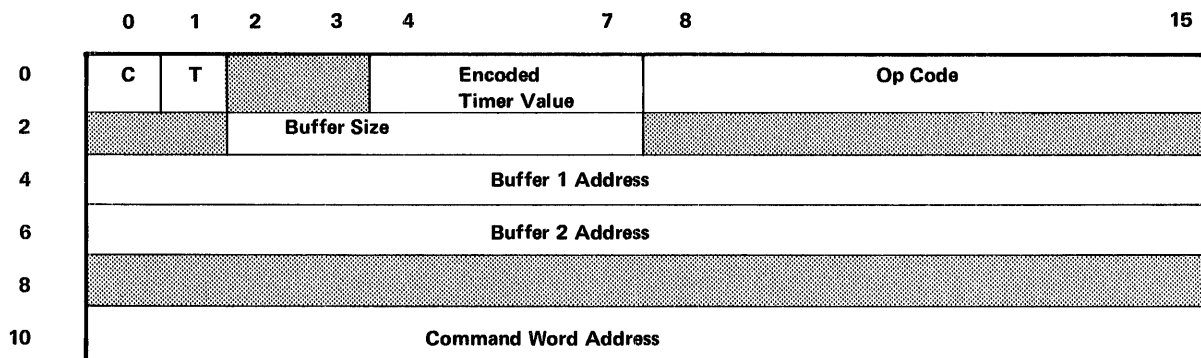 0 1 2 3 4 7 8 15
0 C T Encoded Timer Value Op Code
2 Buffer Size
4 Buffer 1 Address
6 Buffer 2 Address
8
10 Command Word Address